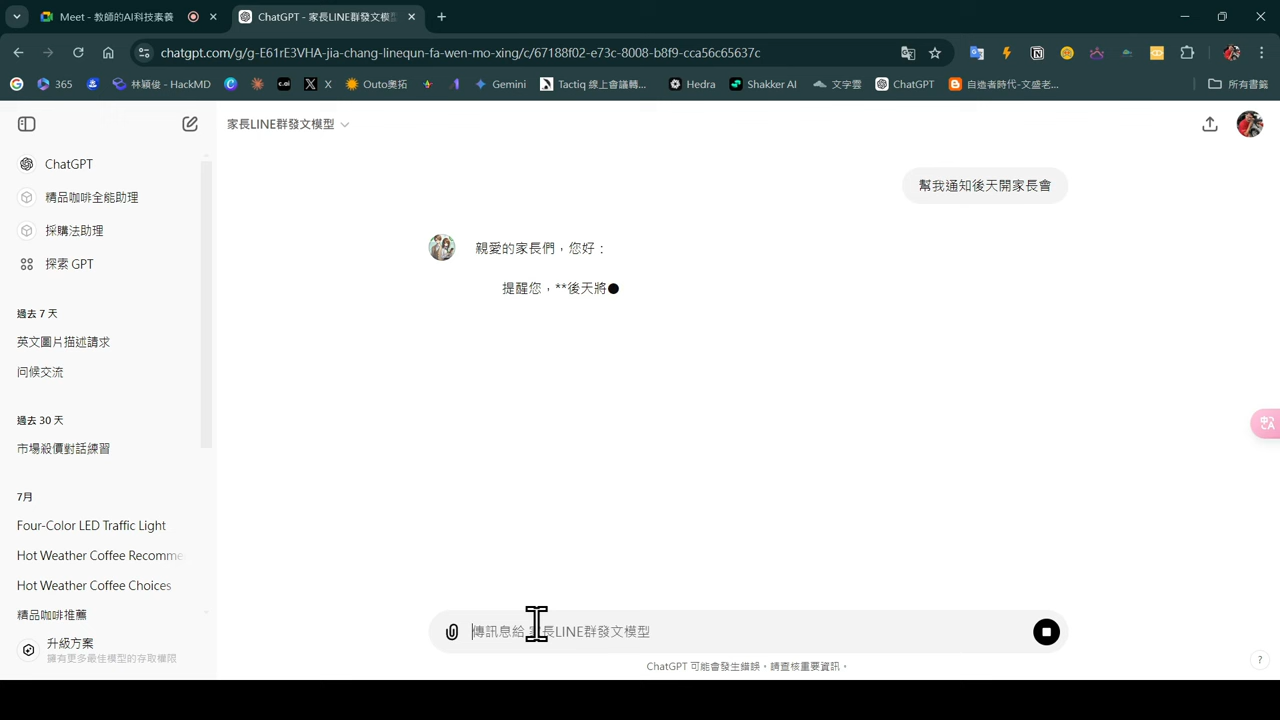 Meet - 教師的AI科技素養
ChatGPT - 家長LINE群發文模型
chatgpt.com/g/g-E61rE3VHA-jia-chang-linequn-fa-wen-mo-xing/c/67188f02-e73c-8008-b8f9-cca56c65637c
365
林穎俊 - HackMD
c.ai
X
Outo奧拓
Gemini
Tactiq 線上會議轉...
Hedra
Shakker AI
文字雲
ChatGPT
自造者時代-文盛老...
所有書籤
家長LINE群發文模型
ChatGPT
精品咖啡全能助理
採購法助理
探索 GPT
過去 7 天
英文圖片描述請求
问候交流
過去 30 天
市場殺價對話練習
7月
Four-Color LED Traffic Light
Hot Weather Coffee Recomme
Hot Weather Coffee Choices
精品咖啡推薦
升級方案
擁有更多最佳模型的存取權限
幫我通知後天開家長會
親愛的家長們，您好：
提醒您，**後天將
傳訊息給 家長LINE群發文模型
ChatGPT 可能會發生錯誤。請查核重要資訊。
?